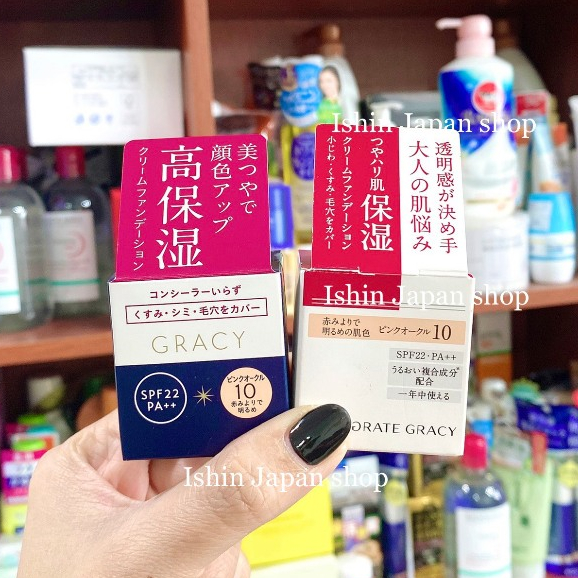 Ishin Japan shop
美つやで
顔色アップ
高保湿
クリームファンデーション
コンシーラーいらず
くすみ・シミ・毛穴をカバー
GRACY
SPF22
PA++
ピンクオークル
10
赤みよりで
明るめ
透明感が決め手
大人の肌悩み
つやハリ肌
保湿
クリームファンデーション
小じわ・くすみ・毛穴をカバー
Ishin Japan shop
赤みよりで
明るめの肌色
ピンクオークル 10
SPF22・PA++
うるおい複合成分*
配合
一年中使える
ORATE GRACY
Ishin Japan shop